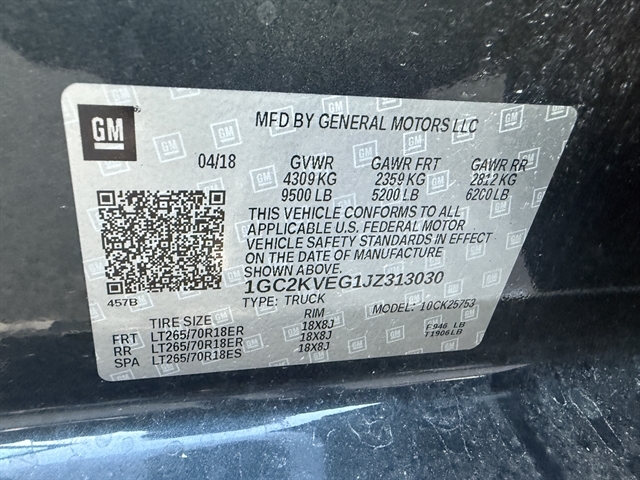 GM
MFD BY GENERAL MOTORS LLC
04/18 GVWR GAWR FRT GAWR RR
4309 KG 2359 KG 2812 KG
9500 LB 5200 LB 6200 LB
THIS VEHICLE CONFORMS TO ALL
APPLICABLE U.S. FEDERAL MOTOR
VEHICLE SAFETY STANDARDS IN EFFECT
ON THE DATE OF MANUFACTURE
SHOWN ABOVE.
457B 1GC2KVEG1JZ313030
TYPE: TRUCK MODEL: 10CK25753
TIRE SIZE RIM
FRT LT265/70R18ER 18X8J
RR LT265/70R18ER 18X8J
SPA LT265/70R18ES 18X8J
F946 LB
T1906LB